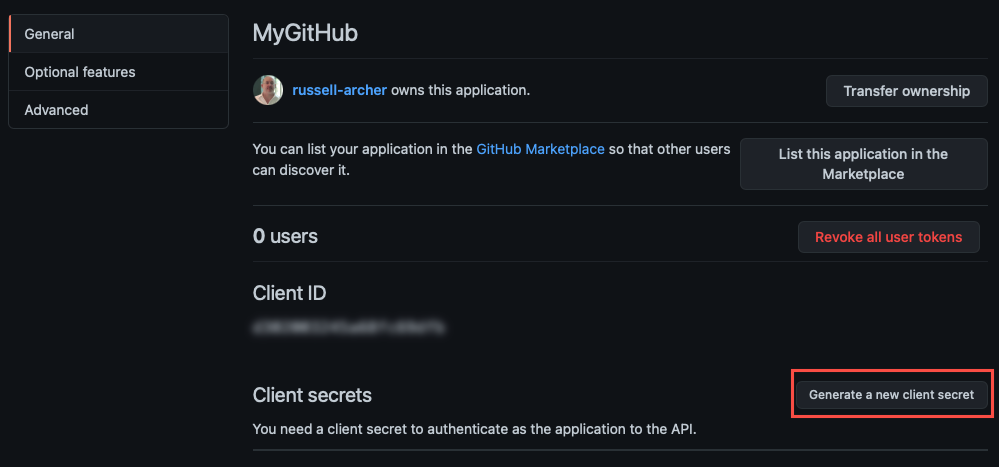 General
Optional features
Advanced
MyGitHub
russell-archer owns this application.
Transfer ownership
You can list your application in the GitHub Marketplace so that other users
can discover it.
List this application in the
Marketplace
0 users
Revoke all user tokens
Client ID
Client secrets
Generate a new client secret
You need a client secret to authenticate as the application to the API.